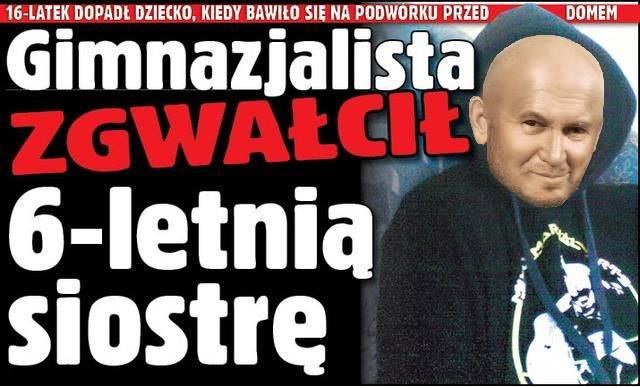 16-LATEK DOPADŁ DZIECKO, KIEDY BAWIŁO SIĘ NA PODWÓRKU PRZED DOMEM
Gimnazjalista
ZGWAŁCIŁ
6-letnią
siostrę